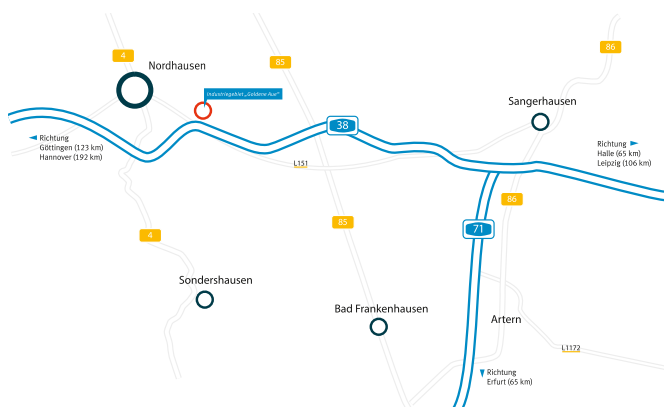 86
4
85
Nordhausen
Industriegebiet „Goldene Aue“
Sangerhausen
38
Richtung
Göttingen (123 km)
Hannover (192 km)
Richtung
Halle (65 km)
Leipzig (106 km)
L151
86
85
71
4
Sondershausen
Bad Frankenhausen
Artern
L1172
Richtung
Erfurt (65 km)